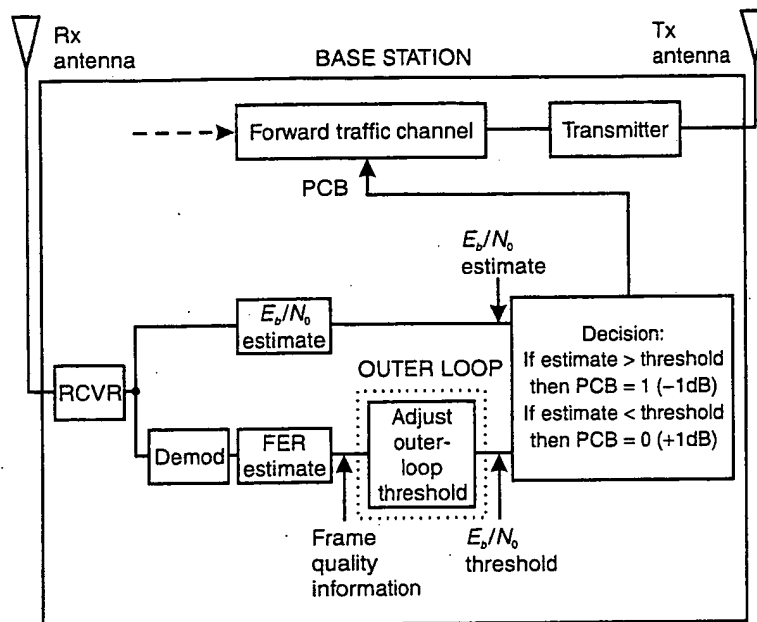 Rx
antenna
Tx
antenna
BASE STATION
Forward traffic channel
Transmitter
PCB
E_b/N_0
estimate
E_b/N_0
estimate
Decision:
If estimate > threshold
then PCB = 1 (−1dB)
If estimate < threshold
then PCB = 0 (+1dB)
OUTER LOOP
RCVR
Adjust
outer-
loop
threshold
Demod
FER
estimate
Frame
quality
information
E_b/N_0
threshold